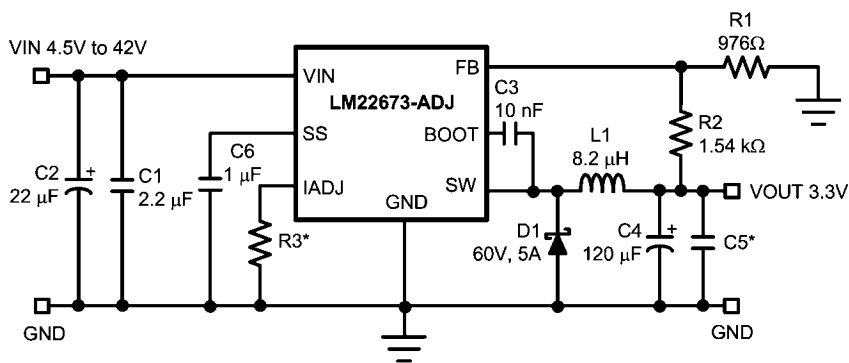 VIN 4.5V to 42V
VIN
FB
LM22673-ADJ
SS
BOOT
IADJ
SW
GND
R1
976Ω
C3
10 nF
R2
1.54 kΩ
L1
8.2 μH
VOUT 3.3V
C2
+
22 μF
C1
2.2 μF
C6
1 μF
R3*
D1
60V, 5A
C4
+
120 μF
C5*
GND
GND